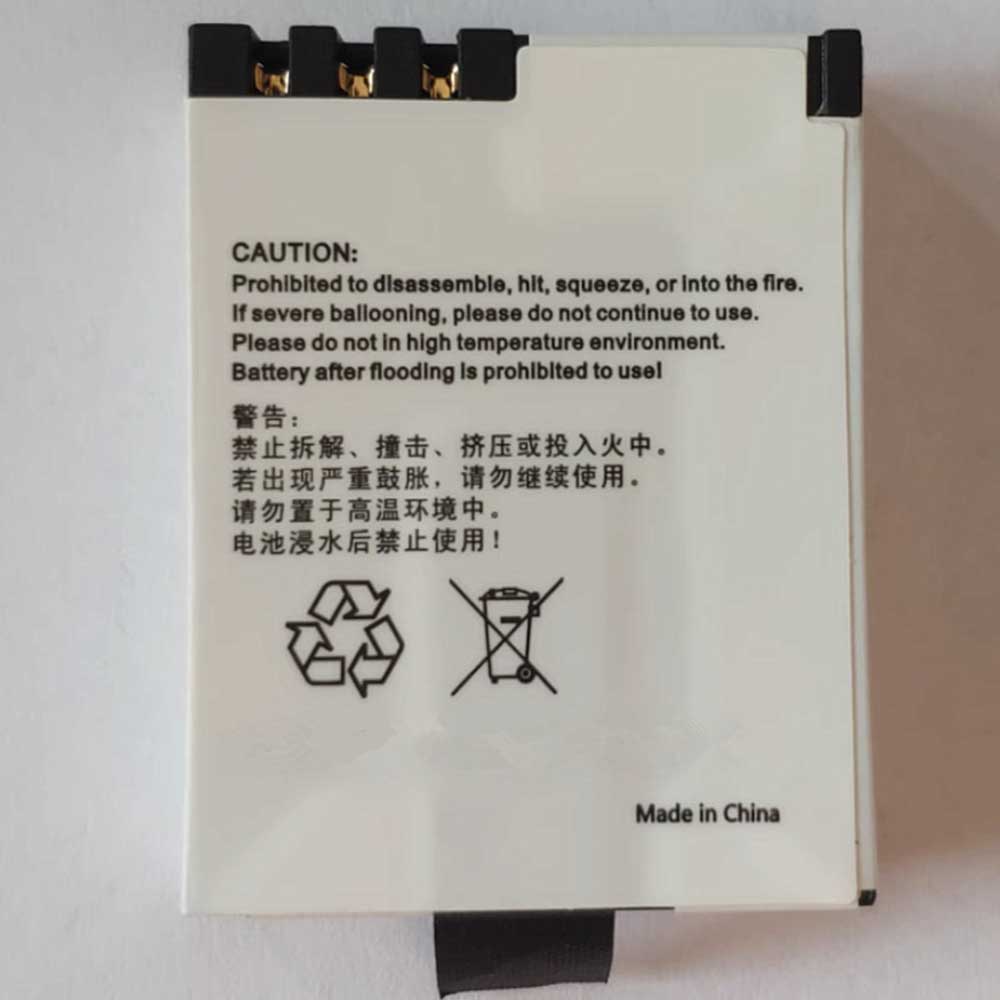 CAUTION:
Prohibited to disassemble, hit, squeeze, or into the fire.
If severe ballooning, please do not continue to use.
Please do not in high temperature environment.
Battery after flooding is prohibited to use!
警告：
禁止拆解、撞击、挤压或投入火中。
若出现严重鼓胀，请勿继续使用。
请勿置于高温环境中。
电池浸水后禁止使用！
Made in China